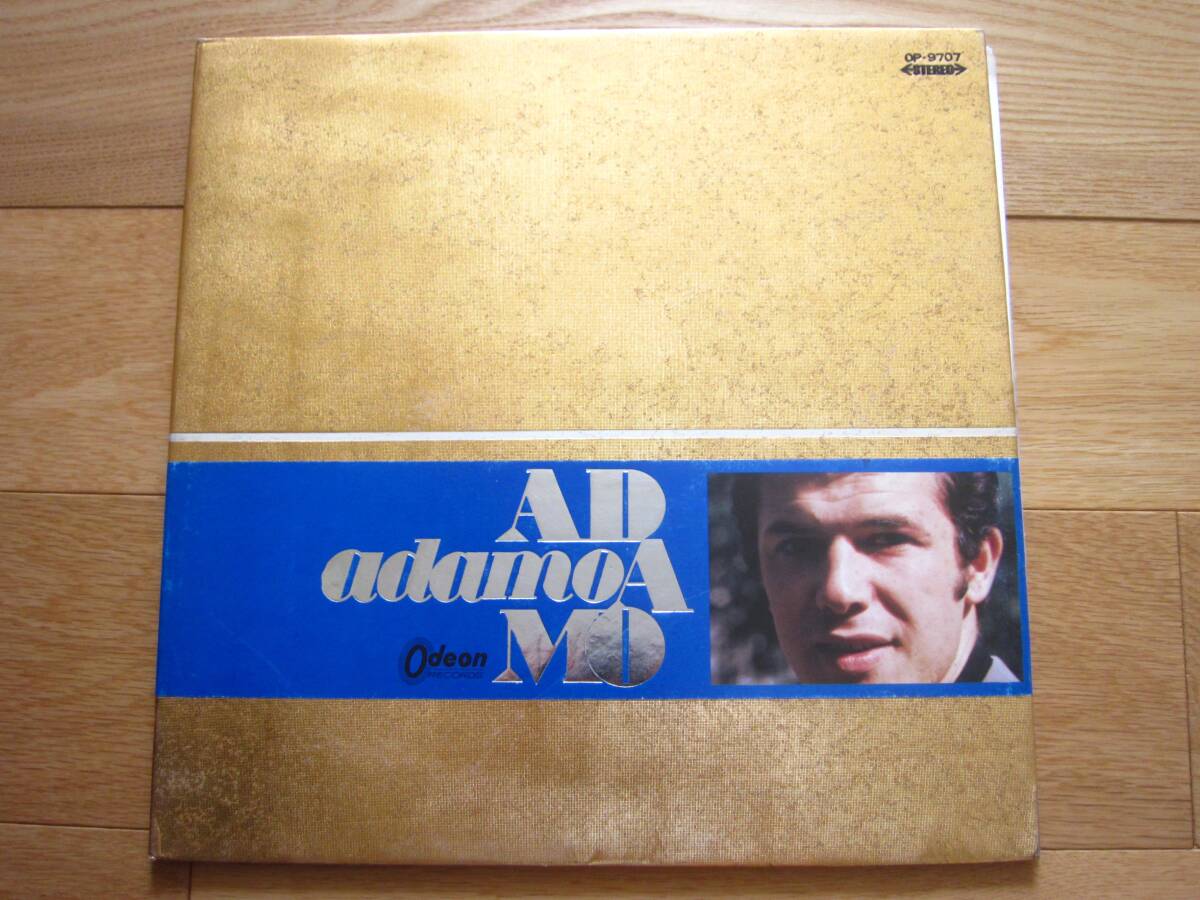 OP-9707
STEREO
AD
adamo A
MO
Odeon
RECORDS